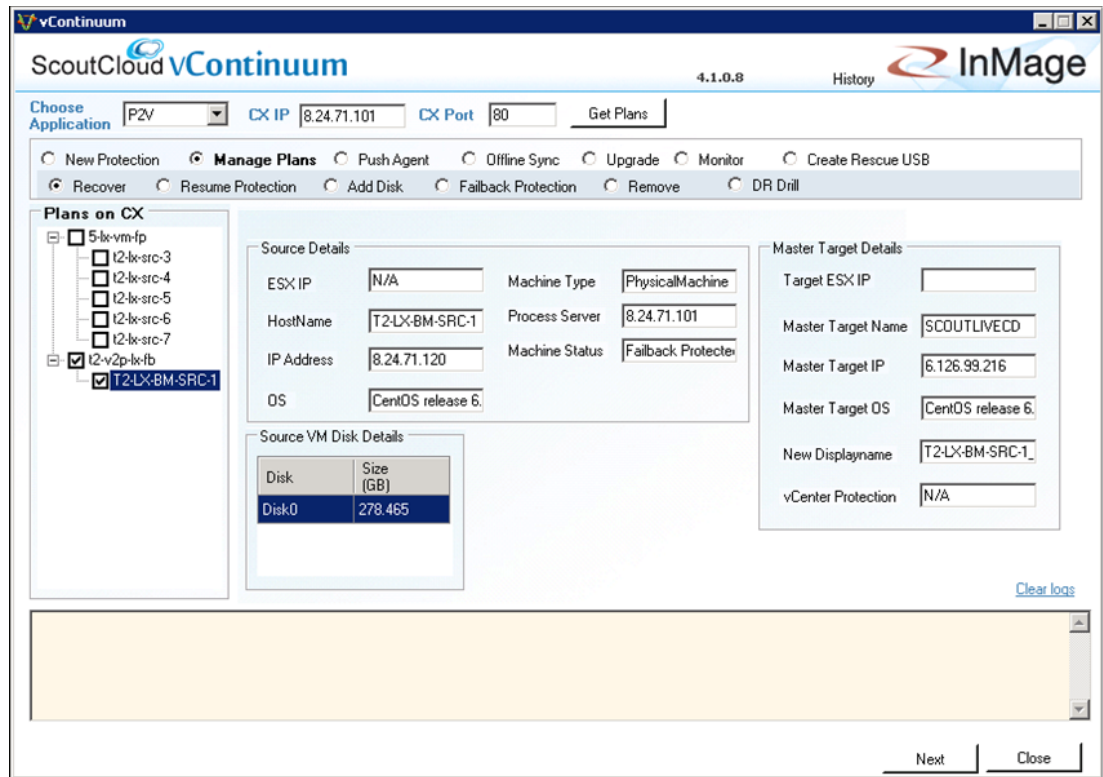 vContinuum
ScoutCloud vContinuum
4.1.0.8
History
InMage
Choose Application
P2V
CX IP
8.24.71.101
CX Port
80
Get Plans
New Protection
Manage Plans
Push Agent
Offline Sync
Upgrade
Monitor
Create Rescue USB
Recover
Resume Protection
Add Disk
Failback Protection
Remove
DR Drill
Plans on CX
5-lx-vm-fp
t2-lx-src-3
t2-lx-src-4
t2-lx-src-5
t2-lx-src-6
t2-lx-src-7
t2-v2p-lx-fb
T2-LX-BM-SRC-1
Source Details
ESX IP
N/A
HostName
T2-LX-BM-SRC-1
IP Address
8.24.71.120
OS
CentOS release 6.
Machine Type
PhysicalMachine
Process Server
8.24.71.101
Machine Status
Failback Protecte
Source VM Disk Details
Disk
Size (GB)
Disk0
278.465
Master Target Details
Target ESX IP
Master Target Name
SCOUTLIVECD
Master Target IP
6.126.99.216
Master Target OS
CentOS release 6.
New Displayname
T2-LX-BM-SRC-1_
vCenter Protection
N/A
Clear logs
Next
Close